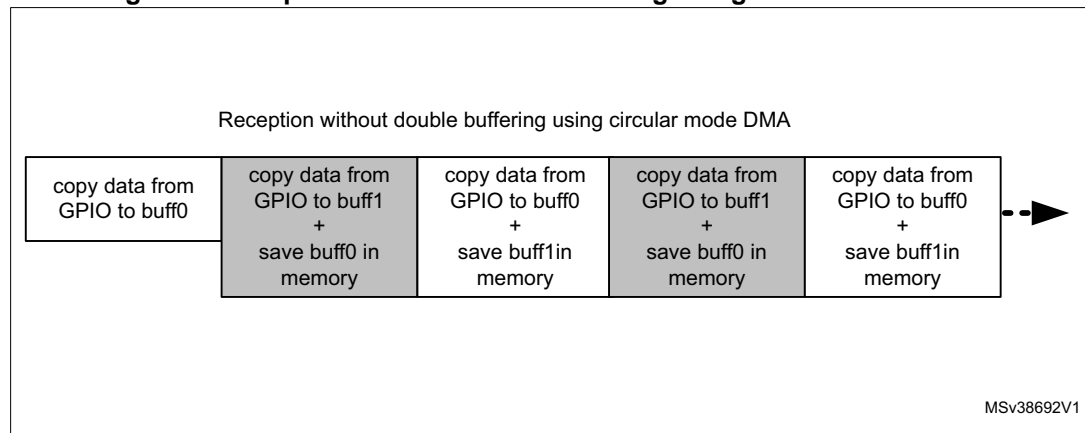 Reception without double buffering using circular mode DMA
copy data from
GPIO to buff0
copy data from
GPIO to buff1
+
save buff0 in
memory
copy data from
GPIO to buff0
+
save buff1in
memory
copy data from
GPIO to buff1
+
save buff0 in
memory
copy data from
GPIO to buff0
+
save buff1in
memory
MSv38692V1